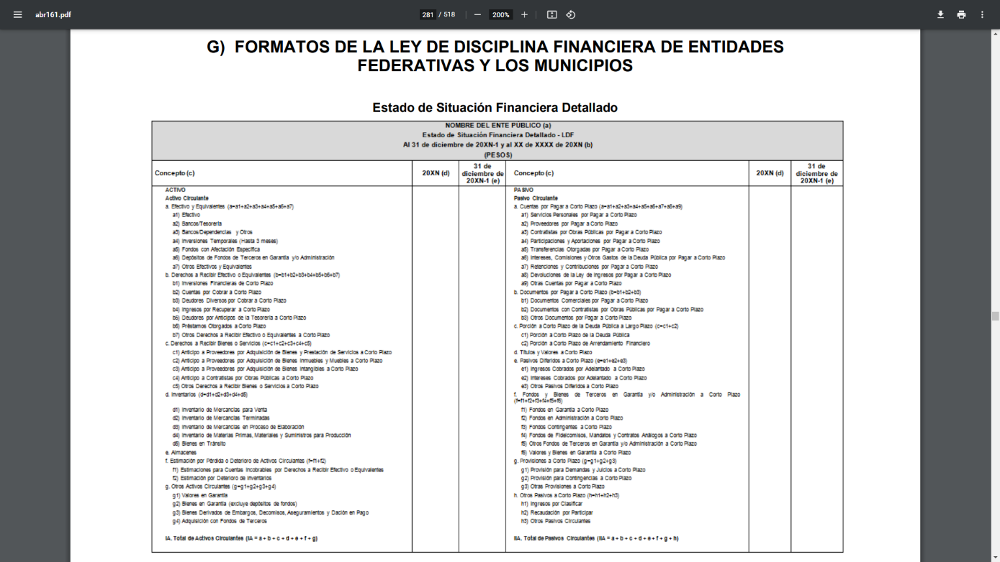 abr161.pdf
281 / 518
200%
G) FORMATOS DE LA LEY DE DISCIPLINA FINANCIERA DE ENTIDADES
FEDERATIVAS Y LOS MUNICIPIOS
Estado de Situación Financiera Detallado
NOMBRE DEL ENTE PÚBLICO (a)
Estado de Situación Financiera Detallado - LDF
Al 31 de diciembre de 20XN-1 y al XX de XXXX de 20XN (b)
(PESOS)
Concepto (c)
20XN (d)
31 de
diciembre de
20XN-1 (e)
Concepto (c)
20XN (d)
31 de
diciembre de
20XN-1 (e)
ACTIVO
Activo Circulante
a. Efectivo y Equivalentes (a=a1+a2+a3+a4+a5+a6+a7)
a1) Efectivo
a2) Bancos/Tesorería
a3) Bancos/Dependencias y Otros
a4) Inversiones Temporales (Hasta 3 meses)
a5) Fondos con Afectación Específica
a6) Depósitos de Fondos de Terceros en Garantía y/o Administración
a7) Otros Efectivos y Equivalentes
b. Derechos a Recibir Efectivo o Equivalentes (b=b1+b2+b3+b4+b5+b6+b7)
b1) Inversiones Financieras de Corto Plazo
b2) Cuentas por Cobrar a Corto Plazo
b3) Deudores Diversos por Cobrar a Corto Plazo
b4) Ingresos por Recuperar a Corto Plazo
b5) Deudores por Anticipos de la Tesorería a Corto Plazo
b6) Préstamos Otorgados a Corto Plazo
b7) Otros Derechos a Recibir Efectivo o Equivalentes a Corto Plazo
c. Derechos a Recibir Bienes o Servicios (c=c1+c2+c3+c4+c5)
c1) Anticipo a Proveedores por Adquisición de Bienes y Prestación de Servicios a Corto Plazo
c2) Anticipo a Proveedores por Adquisición de Bienes Inmuebles y Muebles a Corto Plazo
c3) Anticipo a Proveedores por Adquisición de Bienes Intangibles a Corto Plazo
c4) Anticipo a Contratistas por Obras Públicas a Corto Plazo
c5) Otros Derechos a Recibir Bienes o Servicios a Corto Plazo
d. Inventarios (d=d1+d2+d3+d4+d5)
d1) Inventario de Mercancías para Venta
d2) Inventario de Mercancías Terminadas
d3) Inventario de Mercancías en Proceso de Elaboración
d4) Inventario de Materias Primas, Materiales y Suministros para Producción
d5) Bienes en Tránsito
e. Almacenes
f. Estimación por Pérdida o Deterioro de Activos Circulantes (f=f1+f2)
f1) Estimaciones para Cuentas Incobrables por Derechos a Recibir Efectivo o Equivalentes
f2) Estimación por Deterioro de Inventarios
g. Otros Activos Circulantes (g=g1+g2+g3+g4)
g1) Valores en Garantía
g2) Bienes en Garantía (excluye depósitos de fondos)
g3) Bienes Derivados de Embargos, Decomisos, Aseguramientos y Dación en Pago
g4) Adquisición con Fondos de Terceros
IA. Total de Activos Circulantes (IA = a + b + c + d + e + f + g)
PASIVO
Pasivo Circulante
a. Cuentas por Pagar a Corto Plazo (a=a1+a2+a3+a4+a5+a6+a7+a8+a9)
a1) Servicios Personales por Pagar a Corto Plazo
a2) Proveedores por Pagar a Corto Plazo
a3) Contratistas por Obras Públicas por Pagar a Corto Plazo
a4) Participaciones y Aportaciones por Pagar a Corto Plazo
a5) Transferencias Otorgadas por Pagar a Corto Plazo
a6) Intereses, Comisiones y Otros Gastos de la Deuda Pública por Pagar a Corto Plazo
a7) Retenciones y Contribuciones por Pagar a Corto Plazo
a8) Devoluciones de la Ley de Ingresos por Pagar a Corto Plazo
a9) Otras Cuentas por Pagar a Corto Plazo
b. Documentos por Pagar a Corto Plazo (b=b1+b2+b3)
b1) Documentos Comerciales por Pagar a Corto Plazo
b2) Documentos con Contratistas por Obras Públicas por Pagar a Corto Plazo
b3) Otros Documentos por Pagar a Corto Plazo
c. Porción a Corto Plazo de la Deuda Pública a Largo Plazo (c=c1+c2)
c1) Porción a Corto Plazo de la Deuda Pública
c2) Porción a Corto Plazo de Arrendamiento Financiero
d. Títulos y Valores a Corto Plazo
e. Pasivos Diferidos a Corto Plazo (e=e1+e2+e3)
e1) Ingresos Cobrados por Adelantado a Corto Plazo
e2) Intereses Cobrados por Adelantado a Corto Plazo
e3) Otros Pasivos Diferidos a Corto Plazo
f. Fondos y Bienes de Terceros en Garantía y/o Administración a Corto Plazo
(f=f1+f2+f3+f4+f5+f6)
f1) Fondos en Garantía a Corto Plazo
f2) Fondos en Administración a Corto Plazo
f3) Fondos Contingentes a Corto Plazo
f4) Fondos de Fideicomisos, Mandatos y Contratos Análogos a Corto Plazo
f5) Otros Fondos de Terceros en Garantía y/o Administración a Corto Plazo
f6) Valores y Bienes en Garantía a Corto Plazo
g. Provisiones a Corto Plazo (g=g1+g2+g3)
g1) Provisión para Demandas y Juicios a Corto Plazo
g2) Provisión para Contingencias a Corto Plazo
g3) Otras Provisiones a Corto Plazo
h. Otros Pasivos a Corto Plazo (h=h1+h2+h3)
h1) Ingresos por Clasificar
h2) Recaudación por Participar
h3) Otros Pasivos Circulantes
IIA. Total de Pasivos Circulantes (IIA = a + b + c + d + e + f + g + h)